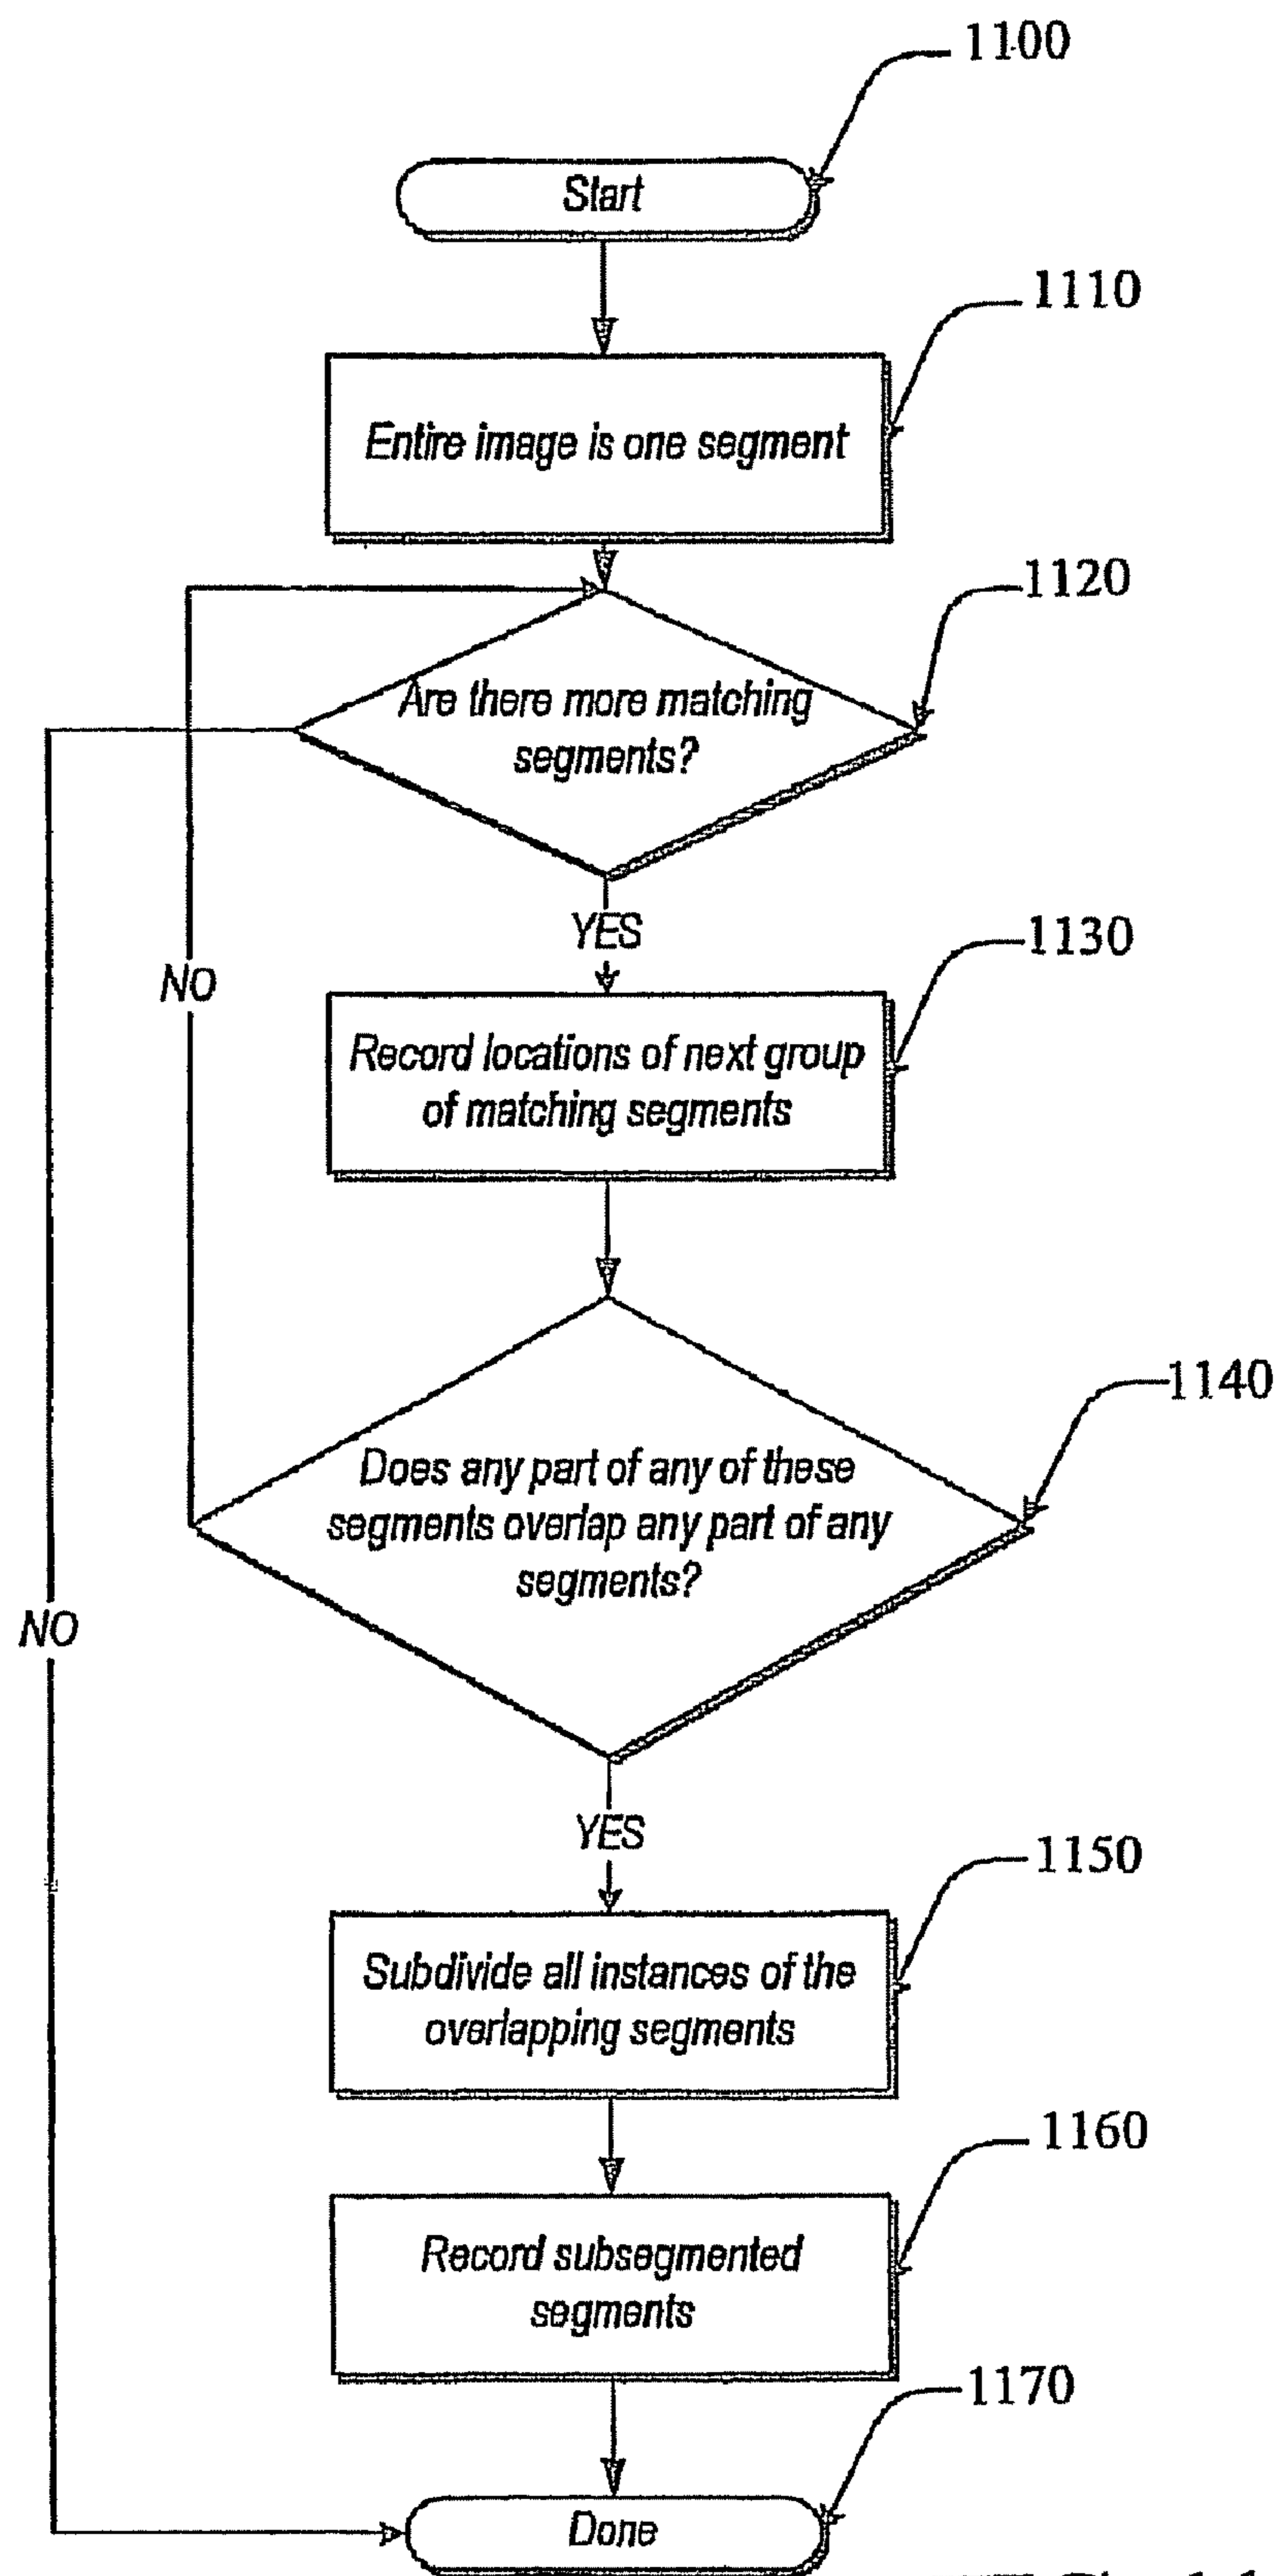 1100
Start
1110
Entire image is one segment
1120
Are there more matching
segments?
YES
1130
NO
Record locations of next group
of matching segments
1140
Does any part of any of these
segments overlap any part of any
segments?
NO
YES
1150
Subdivide all instances of the
overlapping segments
1160
Record subsegmented
segments
1170
Done